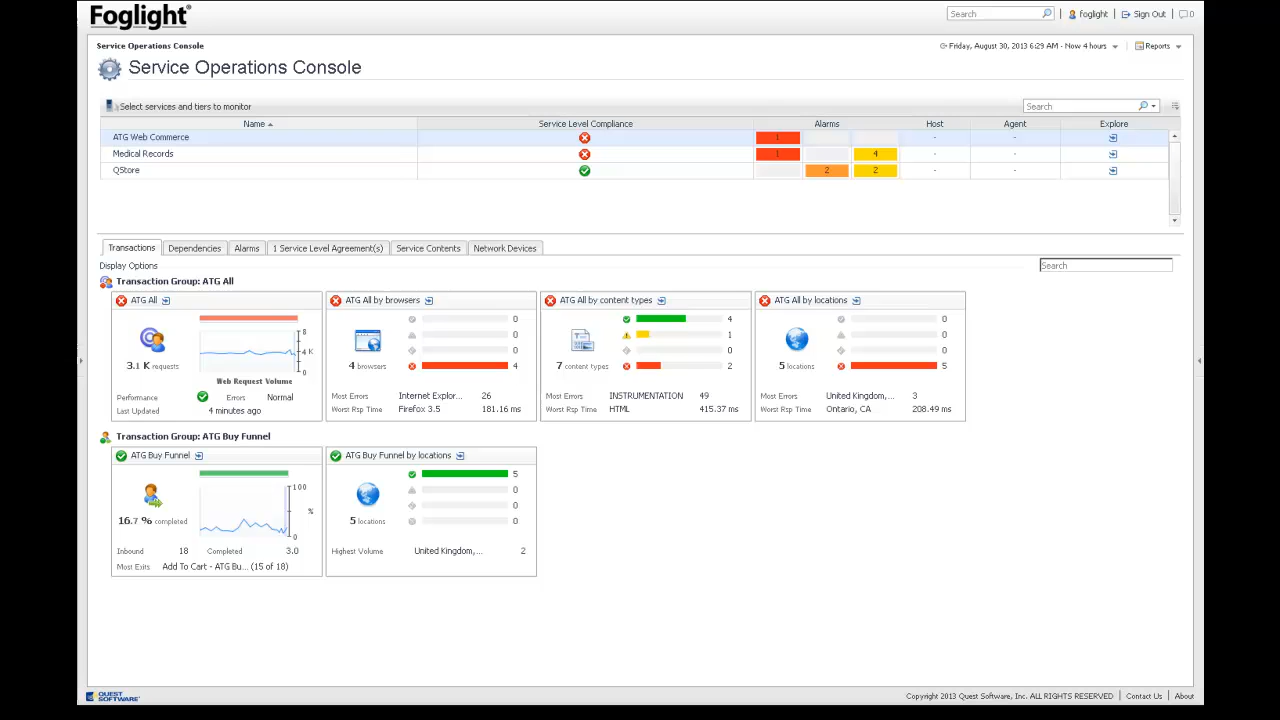 Foglight®
Search
foglight
Sign Out
0
Service Operations Console
Friday, August 30, 2013 6:29 AM - Now 4 hours
Reports
Service Operations Console
Select services and tiers to monitor
Search
Name Service Level Compliance Alarms Host Agent Explore
ATG Web Commerce 1 - -
Medical Records 1 4 - -
QStore 2 2 - -
Transactions Dependencies Alarms 1 Service Level Agreement(s) Service Contents Network Devices
Display Options
Search
Transaction Group: ATG All
ATG All
3.1 K requests
8
4 K
0
Web Request Volume
Performance Errors Normal
Last Updated 4 minutes ago
ATG All by browsers
4 browsers
0
0
0
4
Most Errors Internet Explor... 26
Worst Rsp Time Firefox 3.5 181.16 ms
ATG All by content types
7 content types
4
1
0
2
Most Errors INSTRUMENTATION 49
Worst Rsp Time HTML 415.37 ms
ATG All by locations
5 locations
0
0
0
5
Most Errors United Kingdom,... 3
Worst Rsp Time Ontario, CA 208.49 ms
Transaction Group: ATG Buy Funnel
ATG Buy Funnel
16.7 % completed
100
%
0
Inbound 18 Completed 3.0
Most Exits Add To Cart - ATG Bu... (15 of 18)
ATG Buy Funnel by locations
5 locations
5
0
0
0
Highest Volume United Kingdom,... 2
QUEST SOFTWARE
Copyright 2013 Quest Software, Inc. ALL RIGHTS RESERVED
Contact Us
About